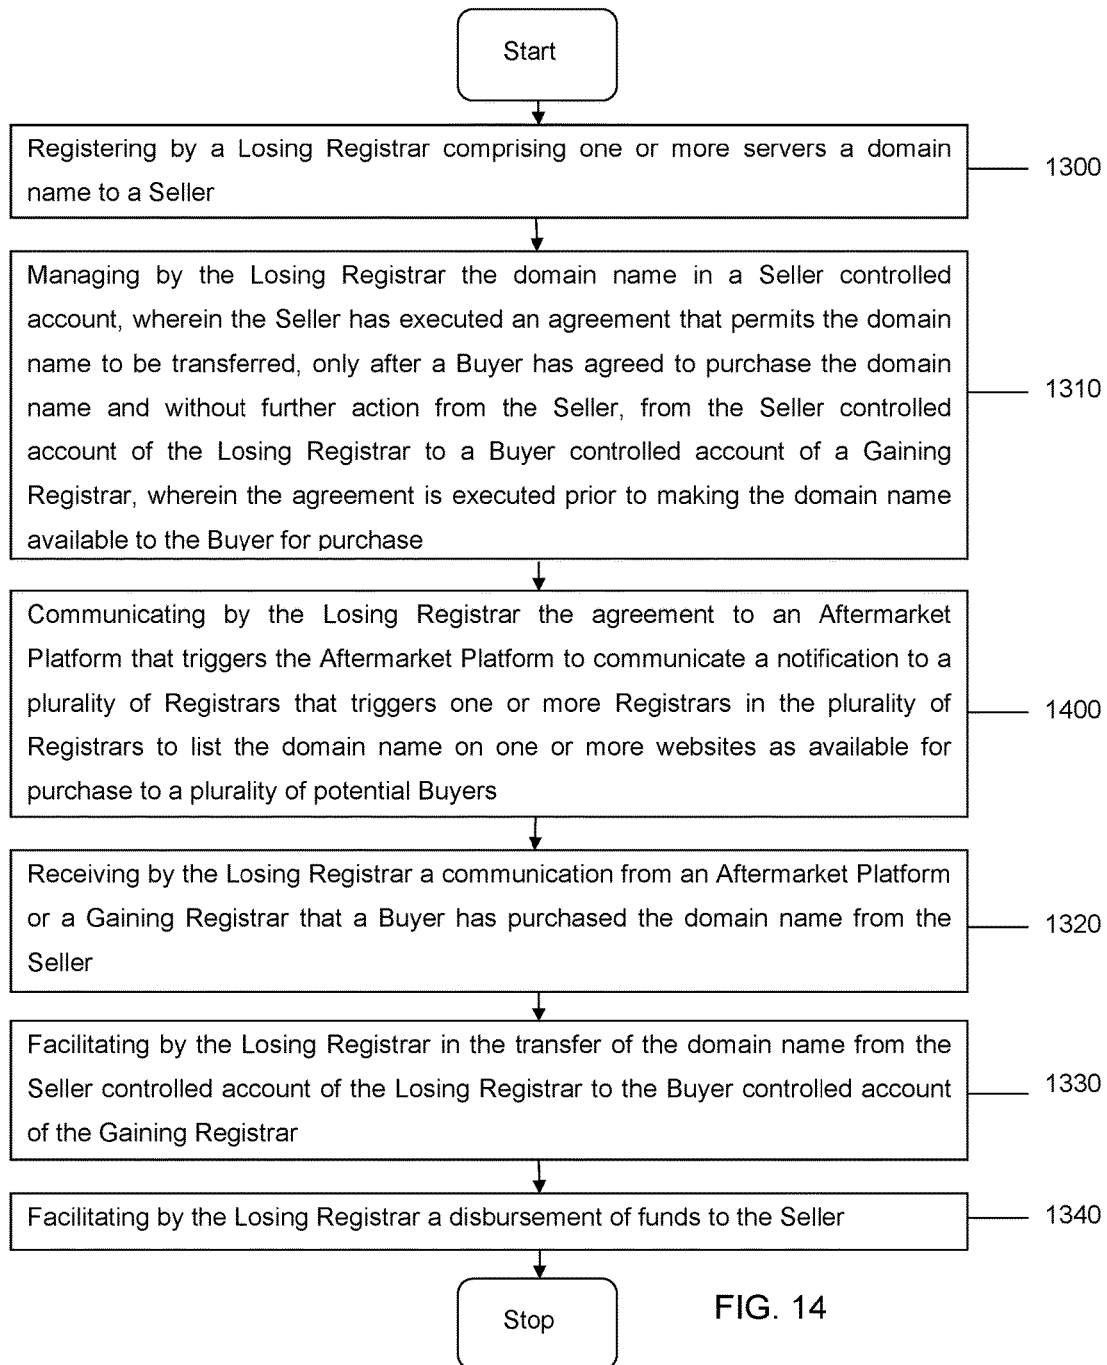 Start
Registering by a Losing Registrar comprising one or more servers a domain
name to a Seller
1300
Managing by the Losing Registrar the domain name in a Seller controlled
account, wherein the Seller has executed an agreement that permits the domain
name to be transferred, only after a Buyer has agreed to purchase the domain
name and without further action from the Seller, from the Seller controlled
account of the Losing Registrar to a Buyer controlled account of a Gaining
Registrar, wherein the agreement is executed prior to making the domain name
available to the Buyer for purchase
1310
Communicating by the Losing Registrar the agreement to an Aftermarket
Platform that triggers the Aftermarket Platform to communicate a notification to a
plurality of Registrars that triggers one or more Registrars in the plurality of
Registrars to list the domain name on one or more websites as available for
purchase to a plurality of potential Buyers
1400
Receiving by the Losing Registrar a communication from an Aftermarket Platform
or a Gaining Registrar that a Buyer has purchased the domain name from the
Seller
1320
Facilitating by the Losing Registrar in the transfer of the domain name from the
Seller controlled account of the Losing Registrar to the Buyer controlled account
of the Gaining Registrar
1330
Facilitating by the Losing Registrar a disbursement of funds to the Seller
1340
Stop
FIG. 14